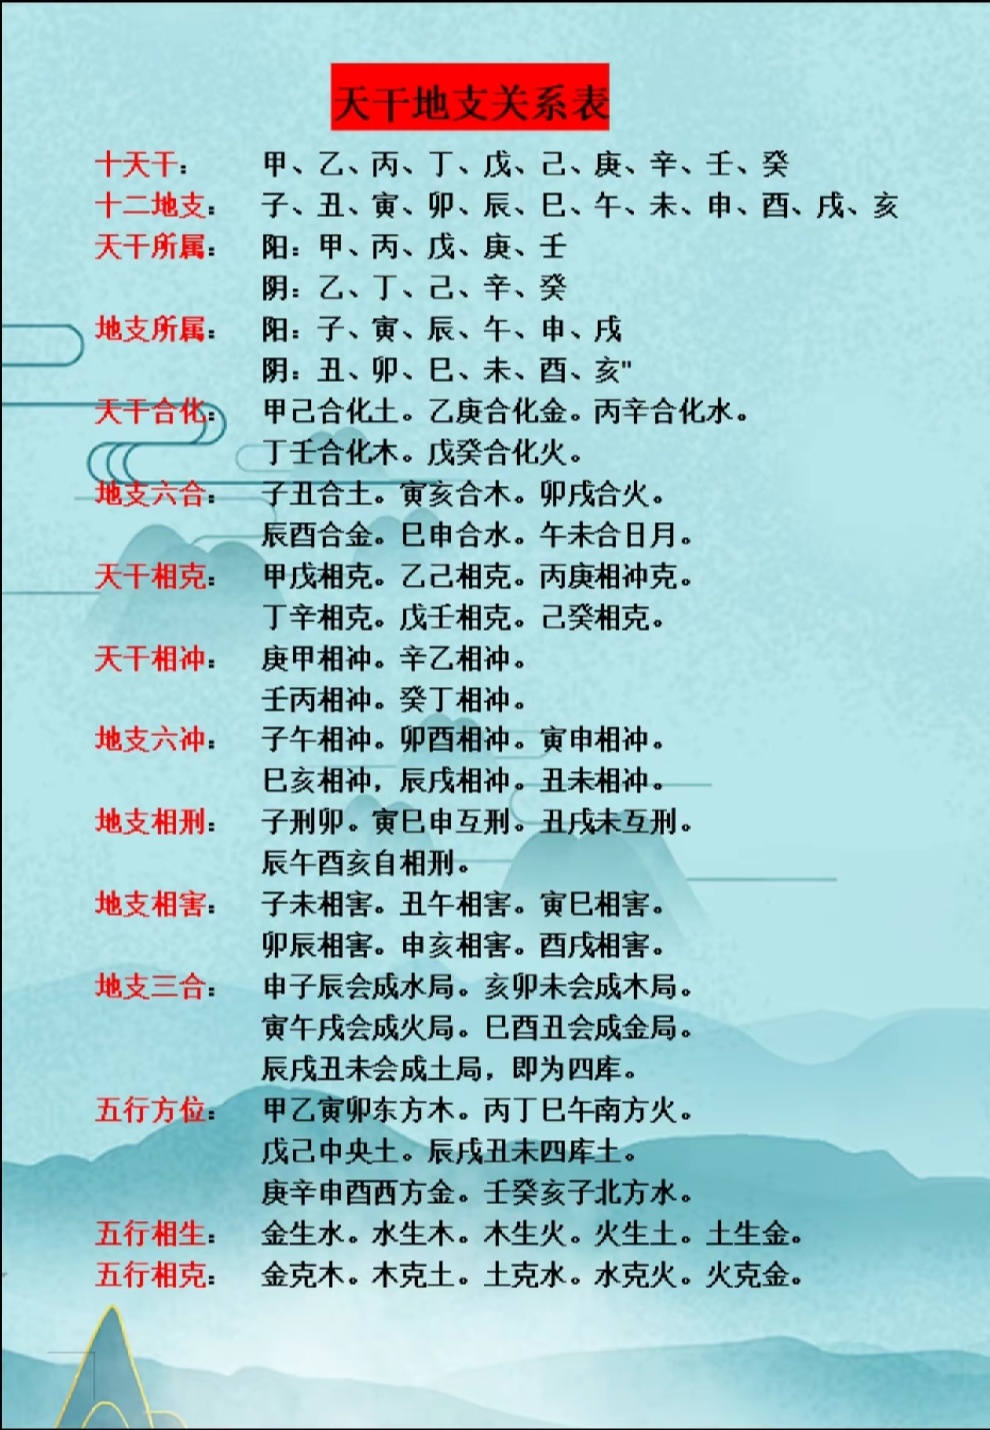 天干地支关系表
十天干： 甲、乙、丙、丁、戊、己、庚、辛、壬、癸
十二地支： 子、丑、寅、卯、辰、巳、午、未、申、酉、戌、亥
天干所属： 阳：甲、丙、戊、庚、壬
阴：乙、丁、己、辛、癸
地支所属： 阳：子、寅、辰、午、申、戌
阴：丑、卯、巳、未、酉、亥"
天干合化： 甲己合化土。乙庚合化金。丙辛合化水。
丁壬合化木。戊癸合化火。
地支六合： 子丑合土。寅亥合木。卯戌合火。
辰酉合金。巳申合水。午未合日月。
天干相克： 甲戊相克。乙己相克。丙庚相冲克。
丁辛相克。戊壬相克。己癸相克。
天干相冲： 庚甲相冲。辛乙相冲。
壬丙相冲。癸丁相冲。
地支六冲： 子午相冲。卯酉相冲。寅申相冲。
巳亥相冲，辰戌相冲。丑未相冲。
地支相刑： 子刑卯。寅巳申互刑。丑戌未互刑。
辰午酉亥自相刑。
地支相害： 子未相害。丑午相害。寅巳相害。
卯辰相害。申亥相害。酉戌相害。
地支三合： 申子辰会成水局。亥卯未会成木局。
寅午戌会成火局。巳酉丑会成金局。
辰戌丑未会成土局，即为四库。
五行方位： 甲乙寅卯东方木。丙丁巳午南方火。
戊己中央土。辰戌丑未四库土。
庚辛申酉西方金。壬癸亥子北方水。
五行相生： 金生水。水生木。木生火。火生土。土生金。
五行相克： 金克木。木克土。土克水。水克火。火克金。